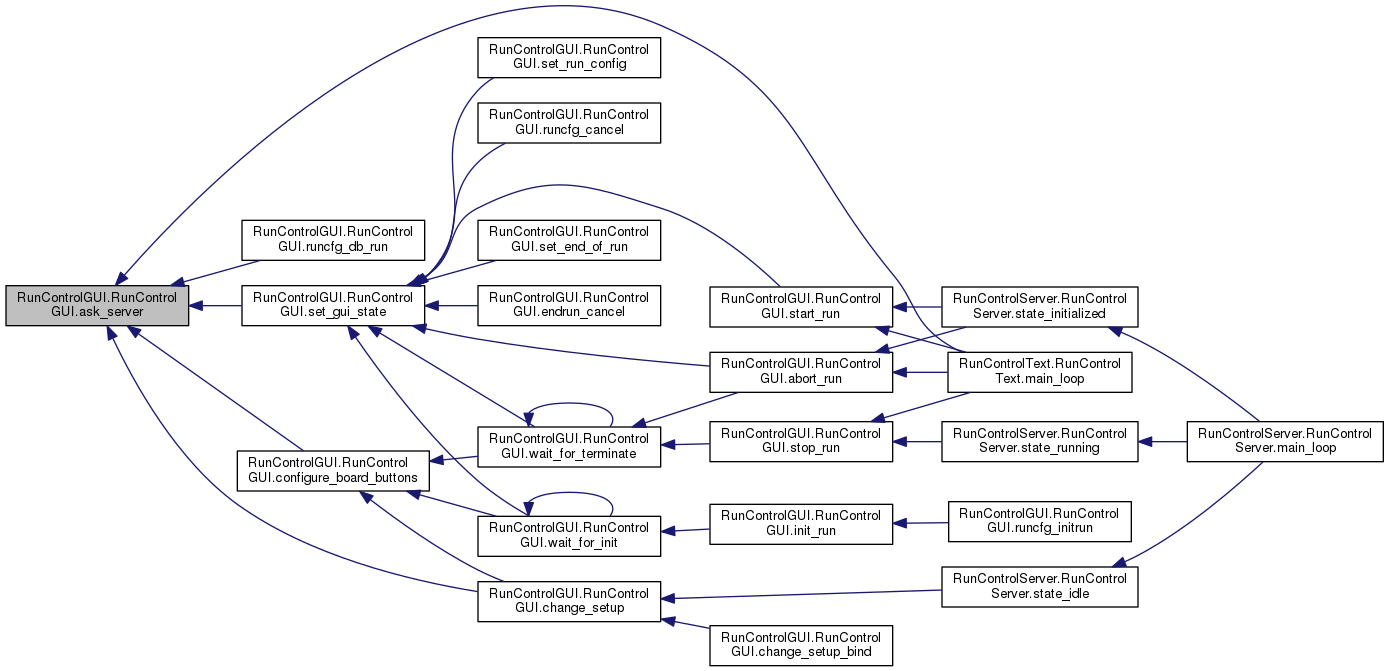 RunControlGUI.RunControl
GUI.set_run_config
RunControlGUI.RunControl
GUI.runcfg_cancel
RunControlGUI.RunControl
GUI.runcfg_db_run
RunControlGUI.RunControl
GUI.set_end_of_run
RunControlGUI.RunControl
GUI.ask_server
RunControlGUI.RunControl
GUI.set_gui_state
RunControlGUI.RunControl
GUI.endrun_cancel
RunControlGUI.RunControl
GUI.start_run
RunControlServer.RunControl
Server.state_initialized
RunControlGUI.RunControl
GUI.abort_run
RunControlText.RunControl
Text.main_loop
RunControlGUI.RunControl
GUI.wait_for_terminate
RunControlGUI.RunControl
GUI.stop_run
RunControlServer.RunControl
Server.state_running
RunControlServer.RunControl
Server.main_loop
RunControlGUI.RunControl
GUI.configure_board_buttons
RunControlGUI.RunControl
GUI.wait_for_init
RunControlGUI.RunControl
GUI.init_run
RunControlGUI.RunControl
GUI.runcfg_initrun
RunControlGUI.RunControl
GUI.change_setup
RunControlServer.RunControl
Server.state_idle
RunControlGUI.RunControl
GUI.change_setup_bind